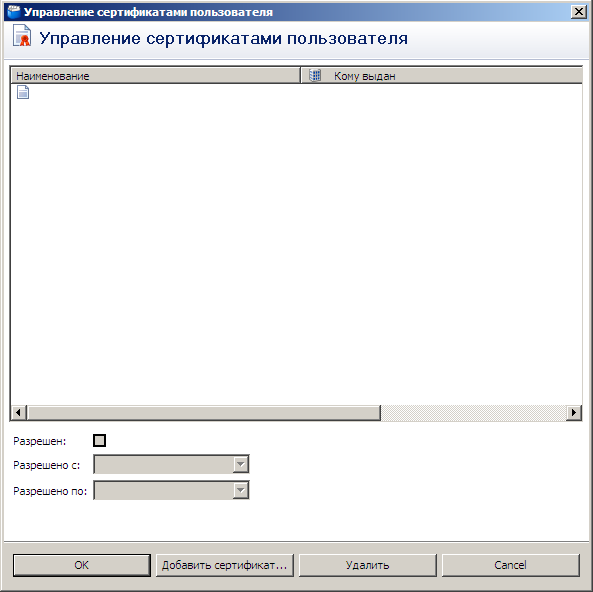 Управление сертификатами пользователя
Управление сертификатами пользователя
Наименование Кому выдан
Разрешен:
Разрешено с:
Разрешено по:
OK Добавить сертификат... Удалить Cancel